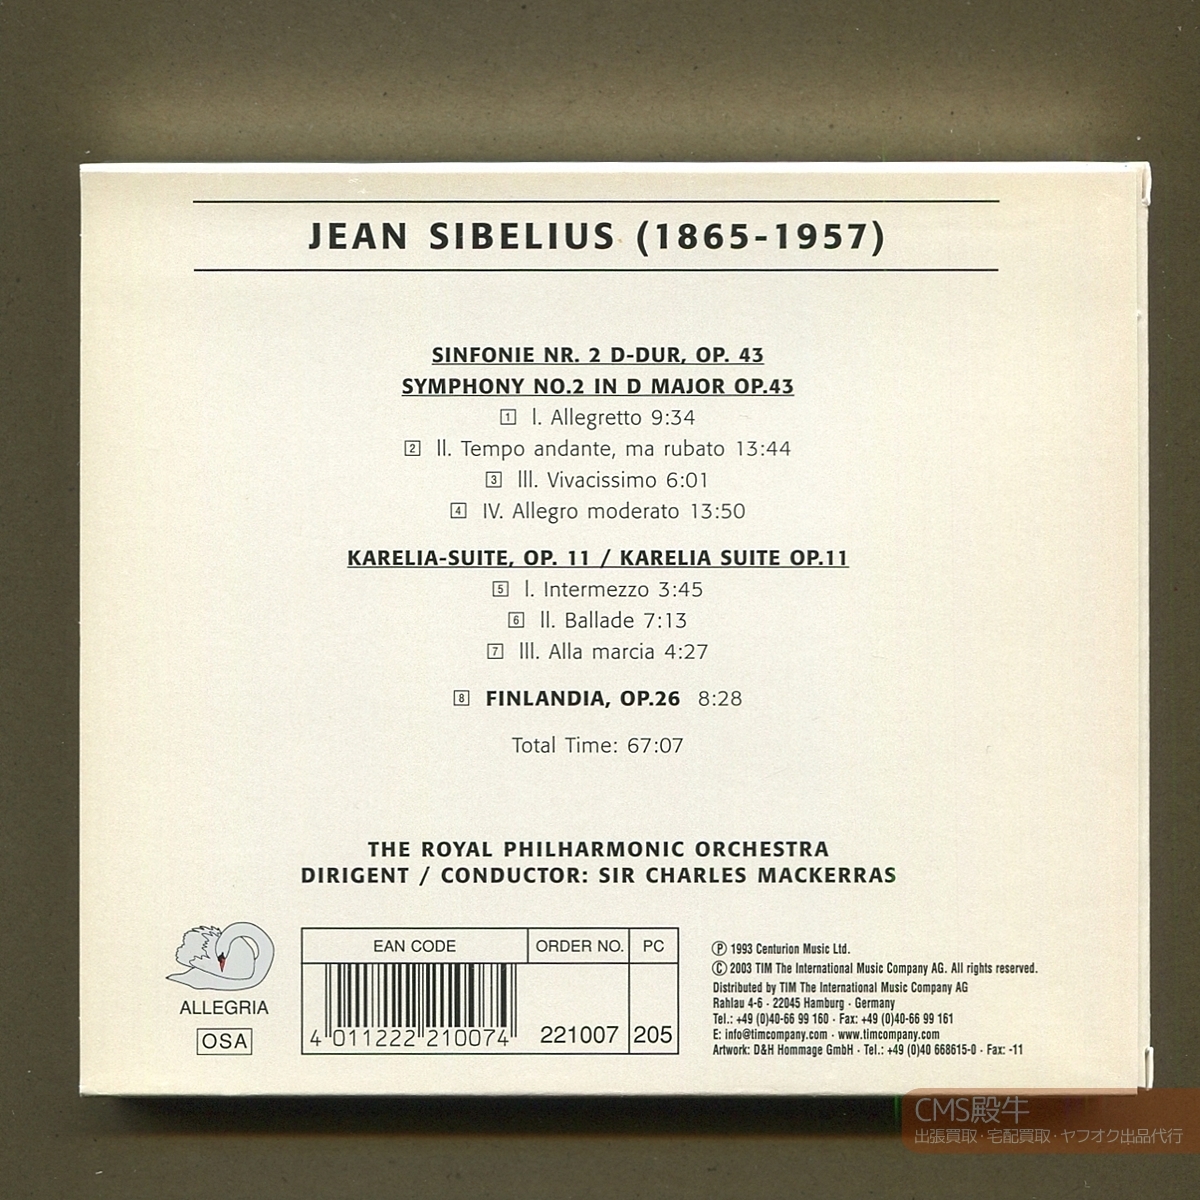 JEAN SIBELIUS (1865-1957)
SINFONIE NR. 2 D-DUR, OP. 43
SYMPHONY NO.2 IN D MAJOR OP.43
1 I. Allegretto 9:34
2 II. Tempo andante, ma rubato 13:44
3 III. Vivacissimo 6:01
4 IV. Allegro moderato 13:50
KARELIA-SUITE, OP. 11 / KARELIA SUITE OP.11
5 I. Intermezzo 3:45
6 II. Ballade 7:13
7 III. Alla marcia 4:27
8 FINLANDIA, OP.26 8:28
Total Time: 67:07
THE ROYAL PHILHARMONIC ORCHESTRA
DIRIGENT / CONDUCTOR: SIR CHARLES MACKERRAS
ALLEGRIA
OSA
EAN CODE ORDER NO. PC
4 011222 210074 221007 205
Ⓟ 1993 Centurion Music Ltd.
Ⓒ 2003 TIM The International Music Company AG. All rights reserved.
Distributed by TIM The International Music Company AG
Rahlau 4-6 · 22045 Hamburg · Germany
Tel.: +49 (0)40-66 99 160 · Fax: +49 (0)40-66 99 161
E: info@timcompany.com · www.timcompany.com
Artwork: D&H Hommage GmbH · Tel.: +49 (0)40 668615-0 · Fax: -11
CMS殿牛
出張買取・宅配買取・ヤフオク出品代行